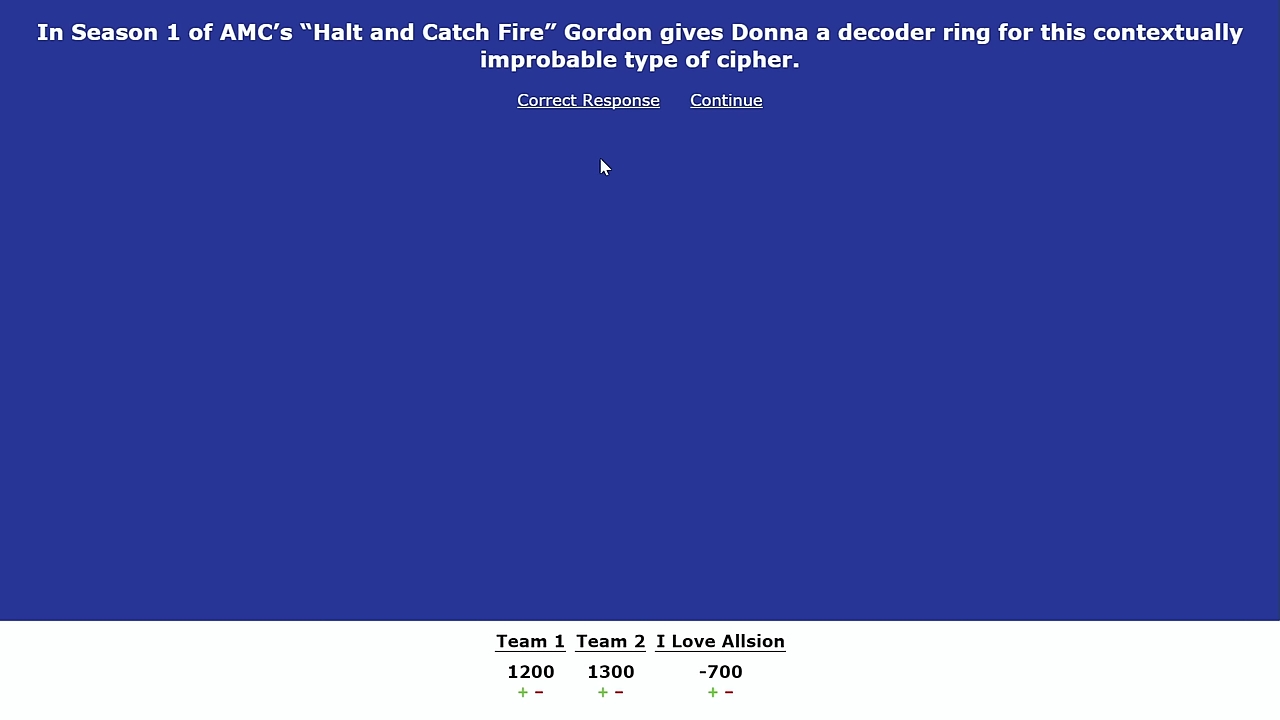 In Season 1 of AMC’s “Halt and Catch Fire” Gordon gives Donna a decoder ring for this contextually
improbable type of cipher.
Correct Response Continue
Team 1 Team 2 I Love Allsion
1200 1300 -700
+ − + − + −